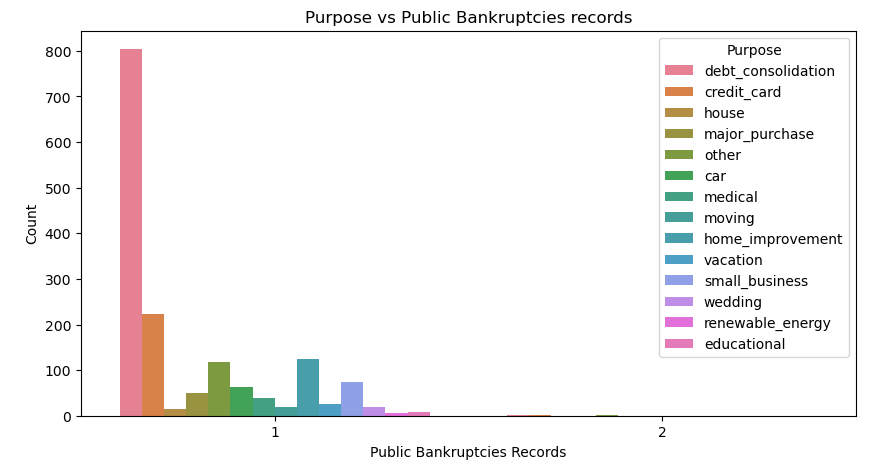 Purpose vs Public Bankruptcies records
800
700
600
500
400
300
200
100
0
Count
1
2
Public Bankruptcies Records
Purpose
debt_consolidation
credit_card
house
major_purchase
other
car
medical
moving
home_improvement
vacation
small_business
wedding
renewable_energy
educational